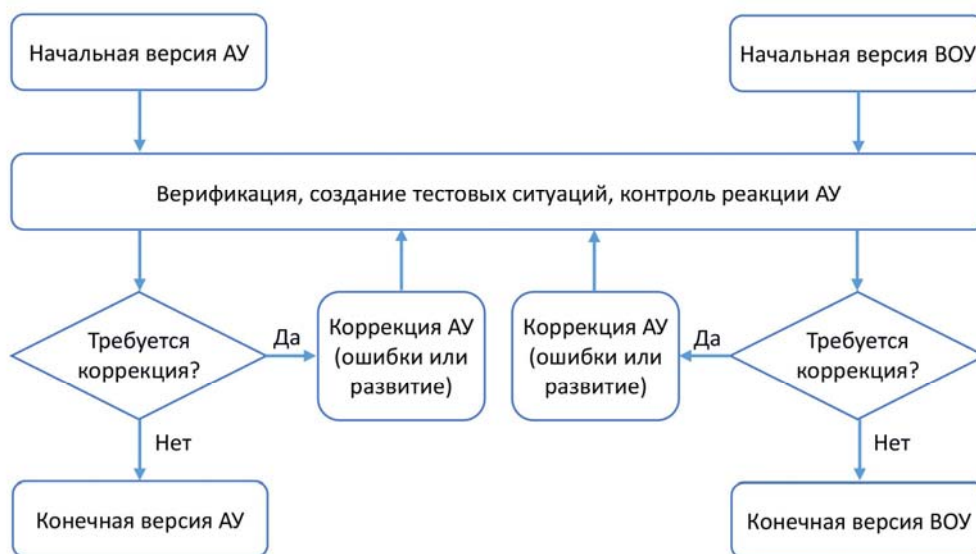 Начальная версия АУ
Начальная версия ВОУ
Верификация, создание тестовых ситуаций, контроль реакции АУ
Требуется
коррекция?
Да
Коррекция АУ
(ошибки или
развитие)
Коррекция АУ
(ошибки или
развитие)
Да
Требуется
коррекция?
Нет
Нет
Конечная версия АУ
Конечная версия ВОУ